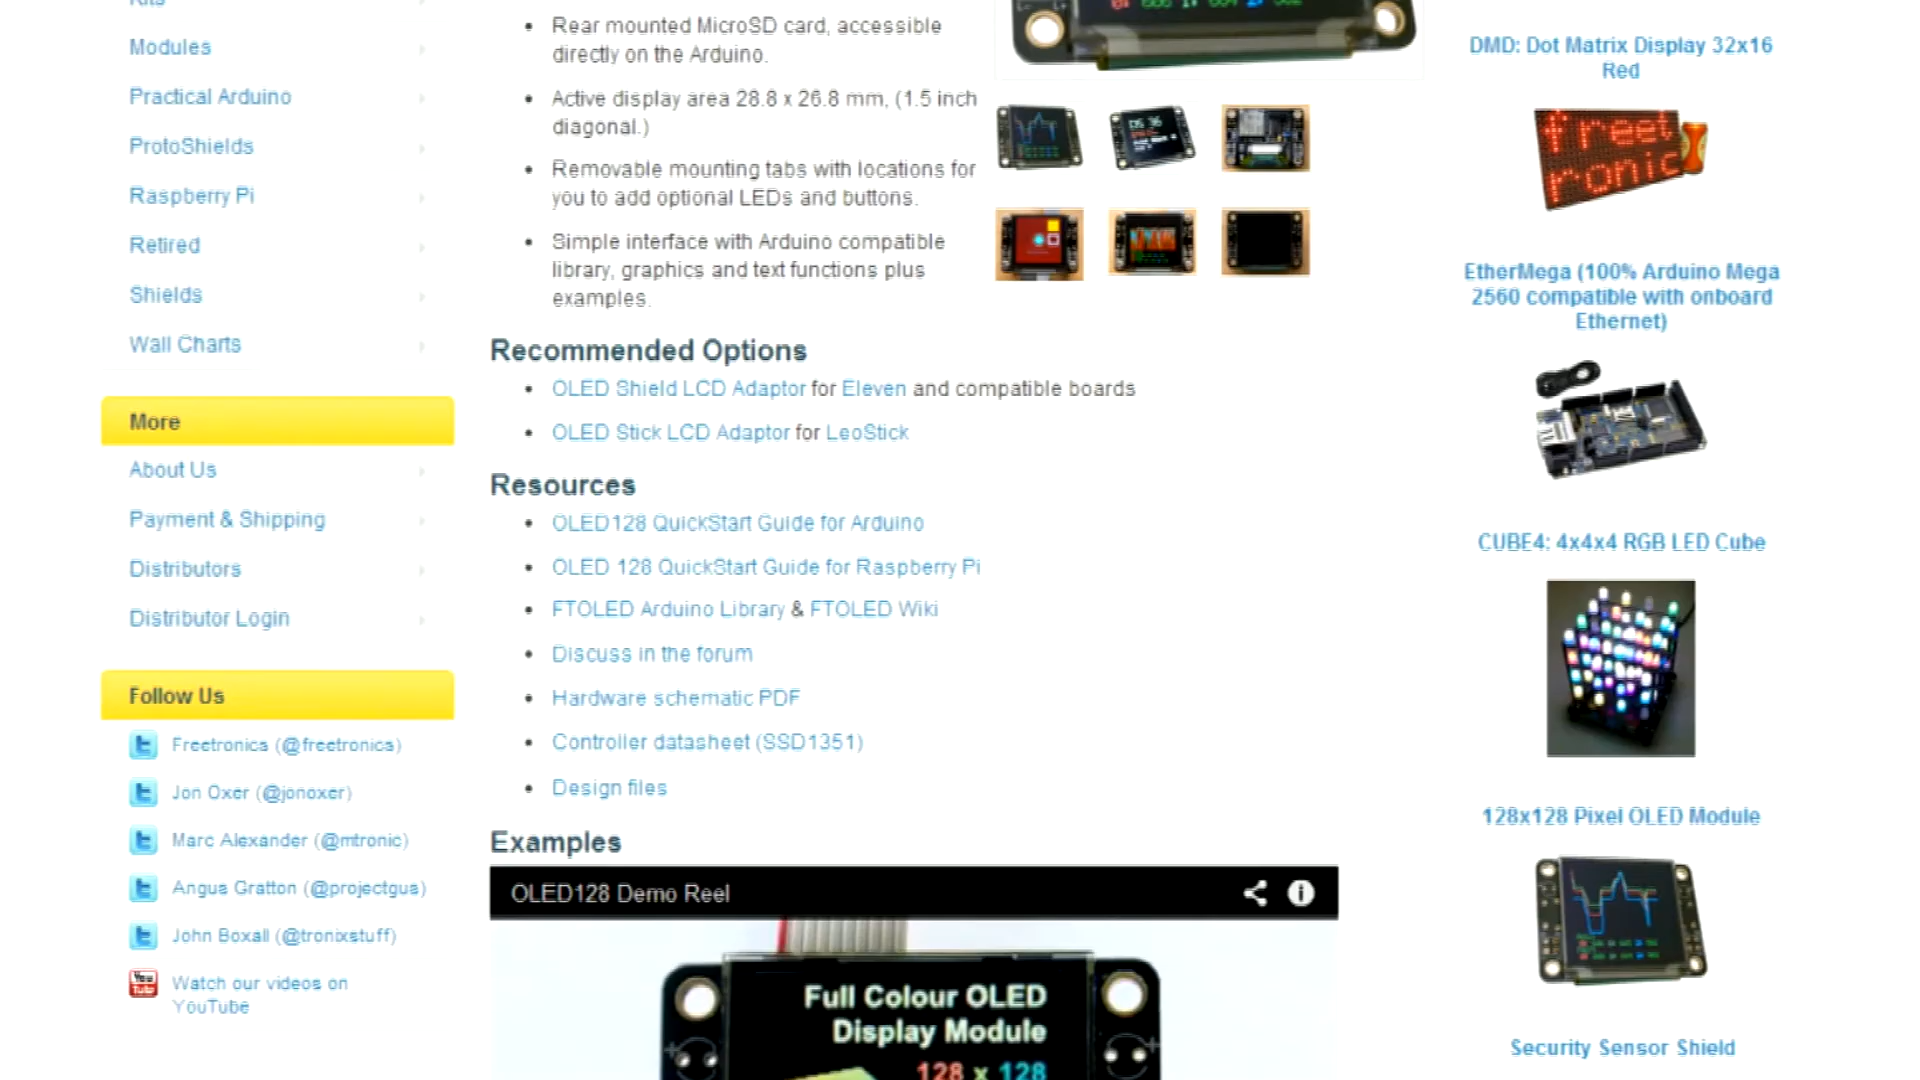 Kits
Modules
Practical Arduino
ProtoShields
Raspberry Pi
Retired
Shields
Wall Charts
More
About Us
Payment & Shipping
Distributors
Distributor Login
Follow Us
Freetronics (@freetronics)
Jon Oxer (@jonoxer)
Marc Alexander (@mtronic)
Angus Gratton (@projectgus)
John Boxall (@tronixstuff)
Watch our videos on
YouTube
Rear mounted MicroSD card, accessible
directly on the Arduino.
Active display area 28.8 x 26.8 mm, (1.5 inch
diagonal.)
Removable mounting tabs with locations for
you to add optional LEDs and buttons.
Simple interface with Arduino compatible
library, graphics and text functions plus
examples.
Recommended Options
OLED Shield LCD Adaptor for Eleven and compatible boards
OLED Stick LCD Adaptor for LeoStick
Resources
OLED128 QuickStart Guide for Arduino
OLED 128 QuickStart Guide for Raspberry Pi
FTOLED Arduino Library & FTOLED Wiki
Discuss in the forum
Hardware schematic PDF
Controller datasheet (SSD1351)
Design files
Examples
OLED128 Demo Reel
Full Colour OLED
Display Module
128 x 128
DMD: Dot Matrix Display 32x16
Red
freet
ronic
EtherMega (100% Arduino Mega
2560 compatible with onboard
Ethernet)
CUBE4: 4x4x4 RGB LED Cube
128x128 Pixel OLED Module
Security Sensor Shield